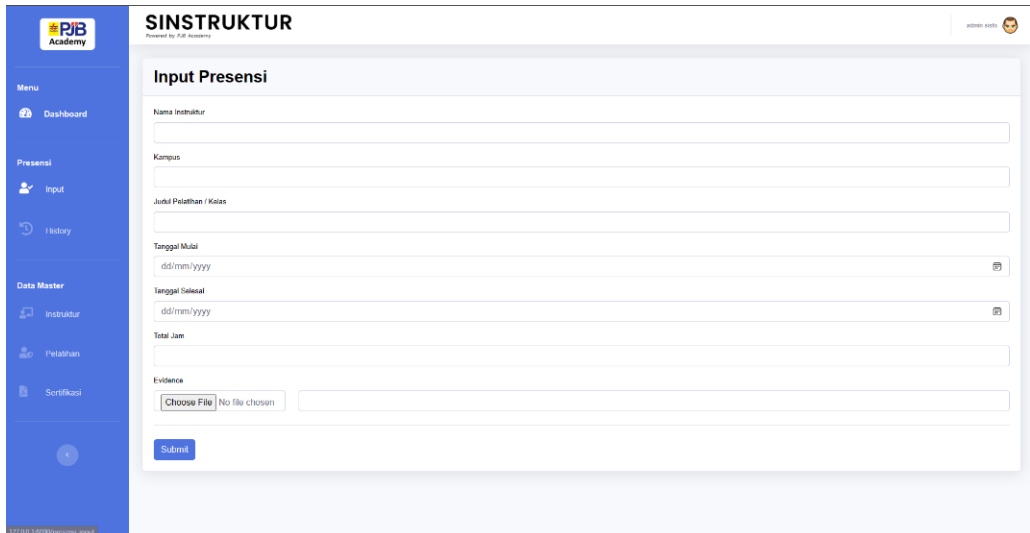 PJB
Academy
SINSTRUKTUR
Powered by PJB Academy
admin sisfo
Menu
Dashboard
Presensi
Input
History
Data Master
Instruktur
Pelatihan
Sertifikasi
Input Presensi
Nama Instruktur
Kampus
Judul Pelatihan / Kelas
Tanggal Mulai
dd/mm/yyyy
Tanggal Selesai
dd/mm/yyyy
Total Jam
Evidence
Choose File No file chosen
Submit